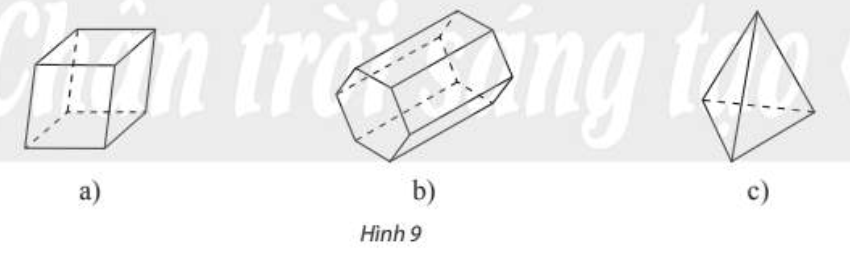 Chân trời sáng tạo
a) b) c)
Hình 9